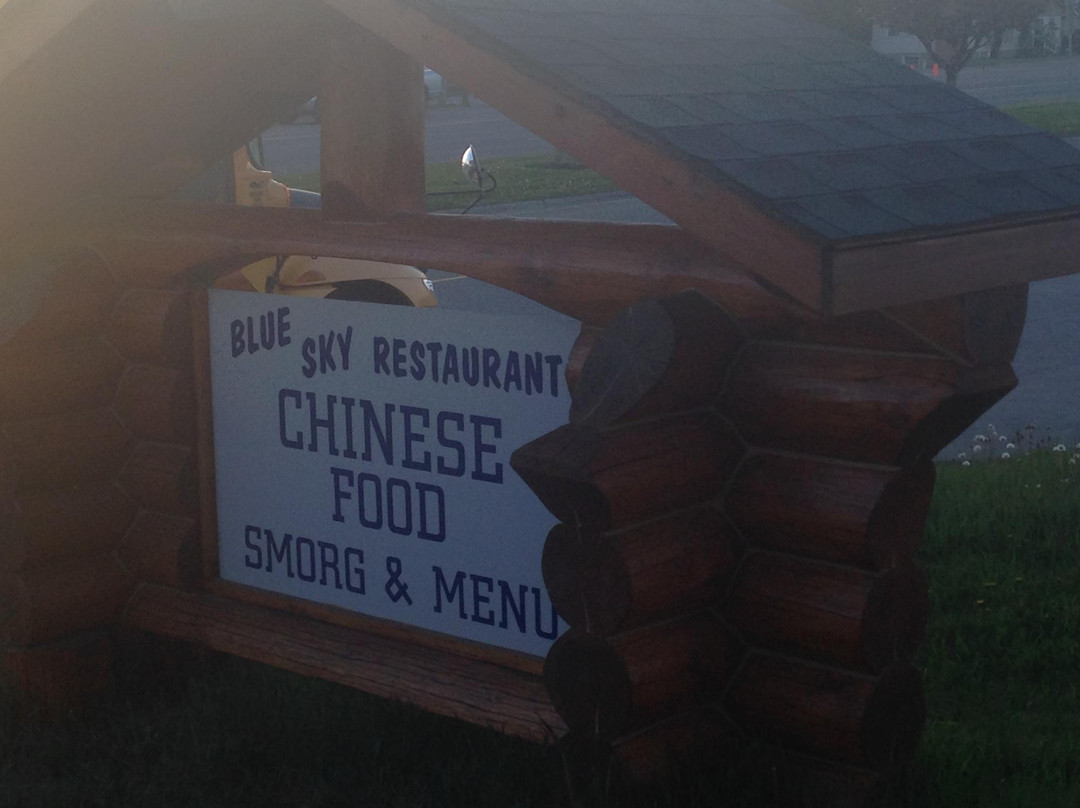 BLUE SKY RESTAURANT
CHINESE
FOOD
SMORG & MENU